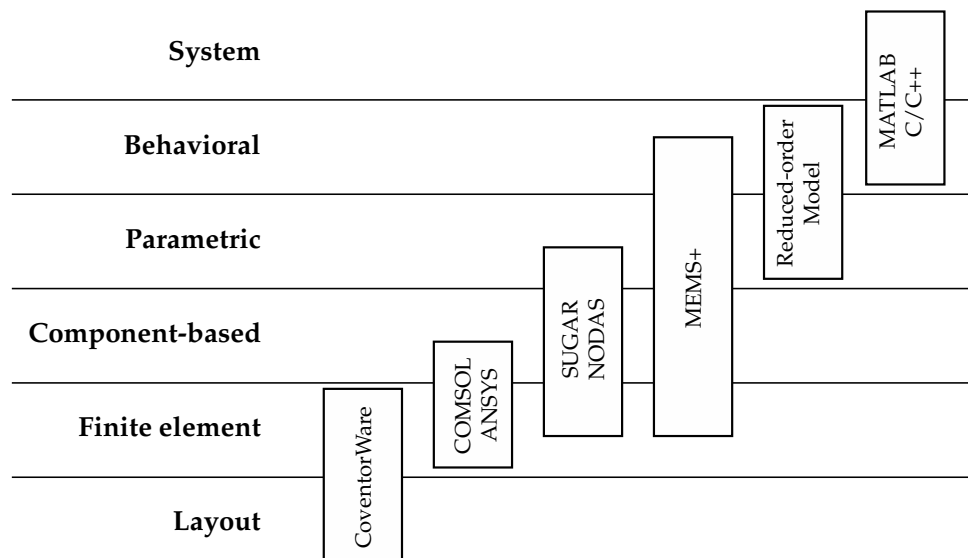 System
Behavioral
Parametric
Component-based
Finite element
Layout
CoventorWare
COMSOL
ANSYS
SUGAR
NODAS
MEMS+
Reduced-order
Model
MATLAB
C/C++